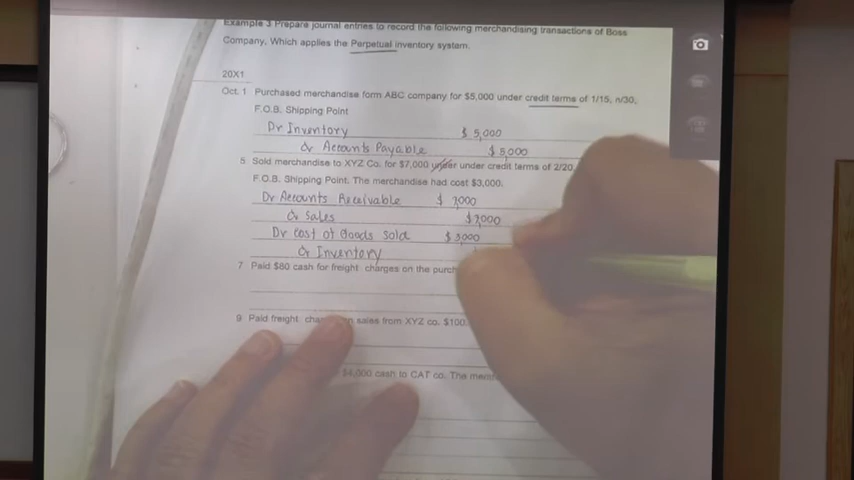 Example 3 Prepare journal entries to record the following merchandising transactions of Boss
Company, Which applies the Perpetual inventory system.
20X1
Oct. 1 Purchased merchandise form ABC company for $5,000 under credit terms of 1/15, n/30,
F.O.B. Shipping Point
Dr Inventory $ 5,000
Cr Accounts Payable $ 5,000
5 Sold merchandise to XYZ Co. for $7,000 under under credit terms of 2/20,
F.O.B. Shipping Point. The merchandise had cost $3,000.
Dr Accounts Receivable $ 7,000
Cr Sales $7,000
Dr Cost of Goods Sold $ 3,000
Cr Inventory
7 Paid $80 cash for freight charges on the purch
9 Paid freight sales from XYZ co. $100
$4,000 cash to CAT co. The